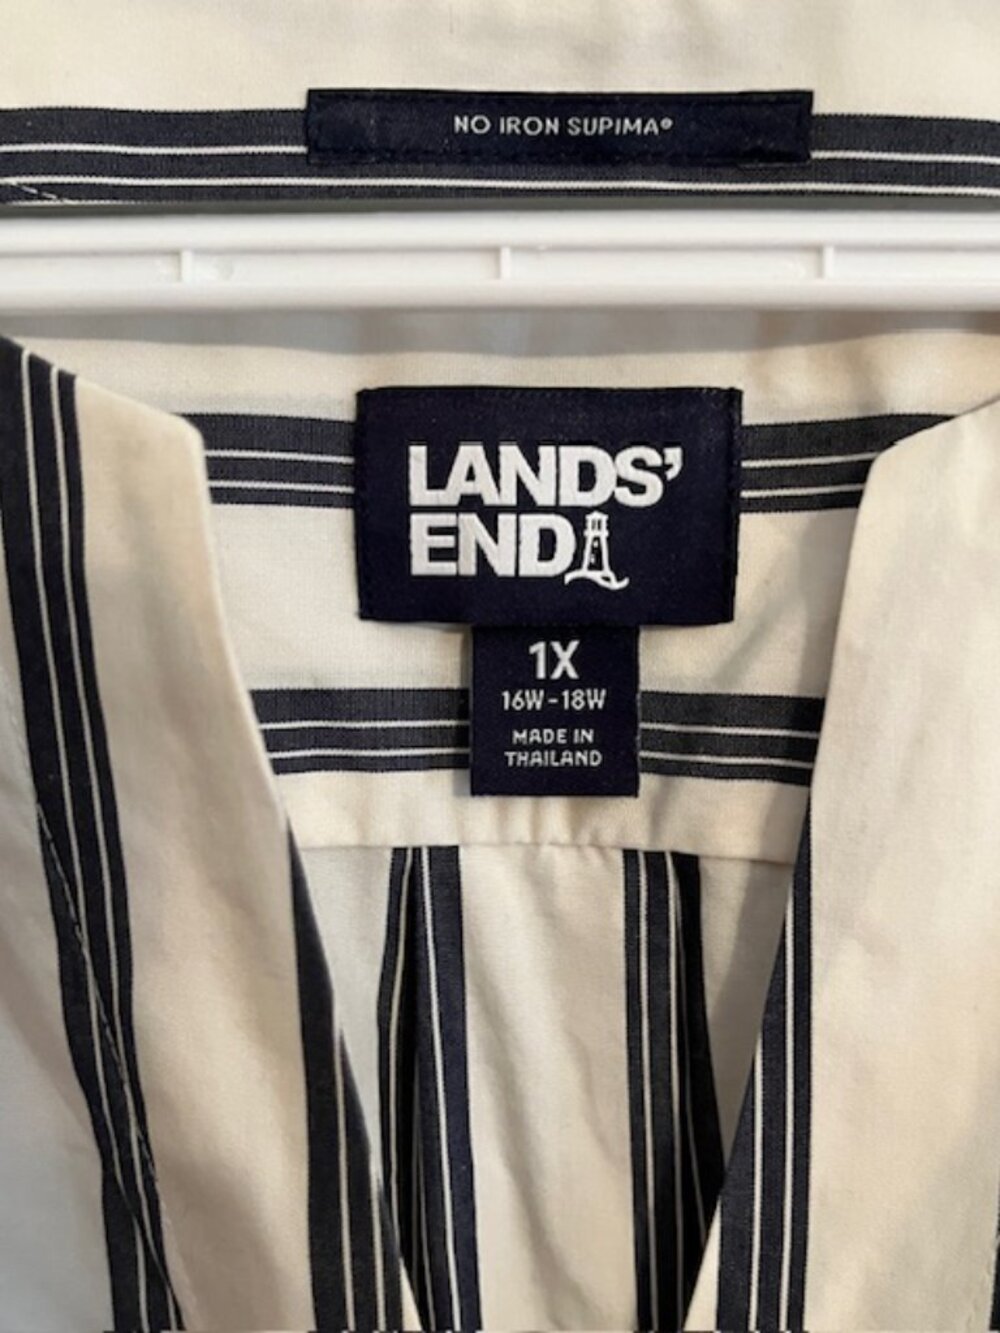 NO IRON SUPIMA®
LANDS'
END
1X
16W-18W
MADE IN
THAILAND